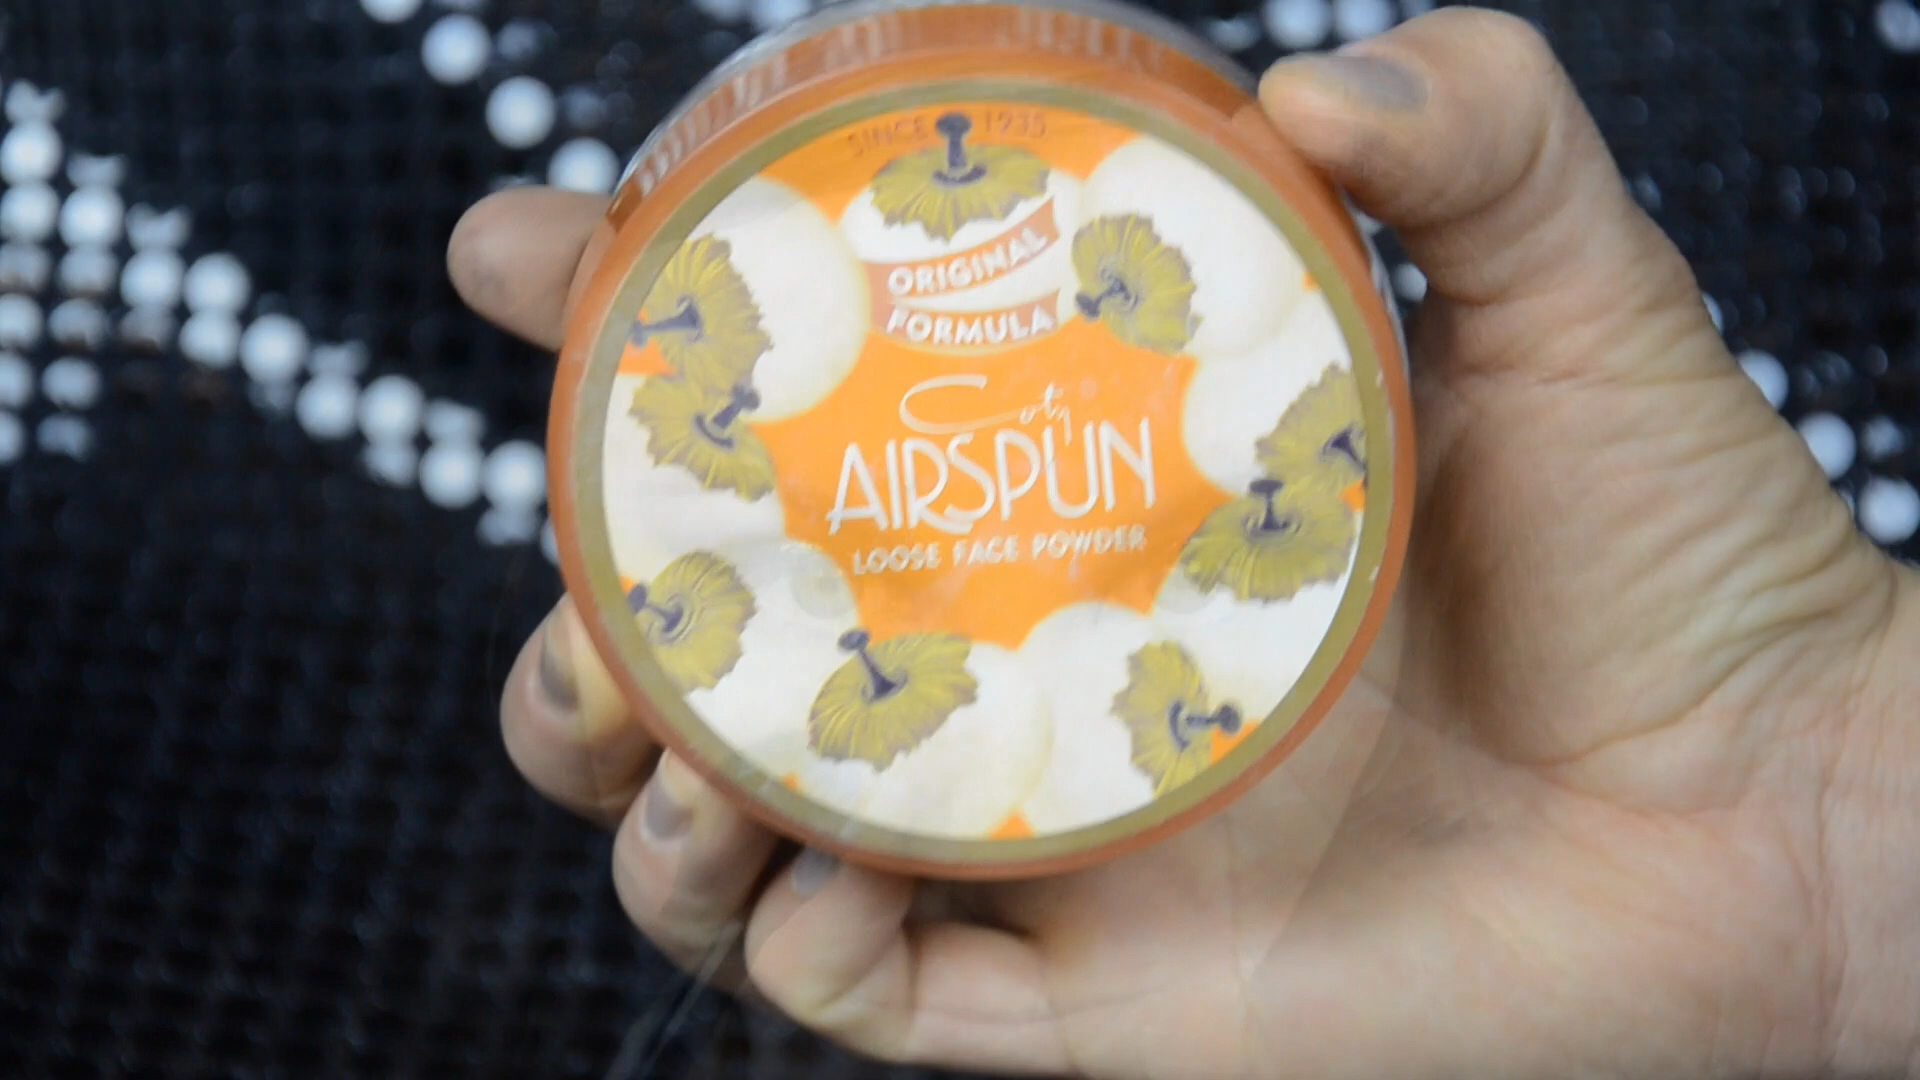 SINCE 1935
ORIGINAL
FORMULA
Coty
AIRSPUN
LOOSE FACE POWDER